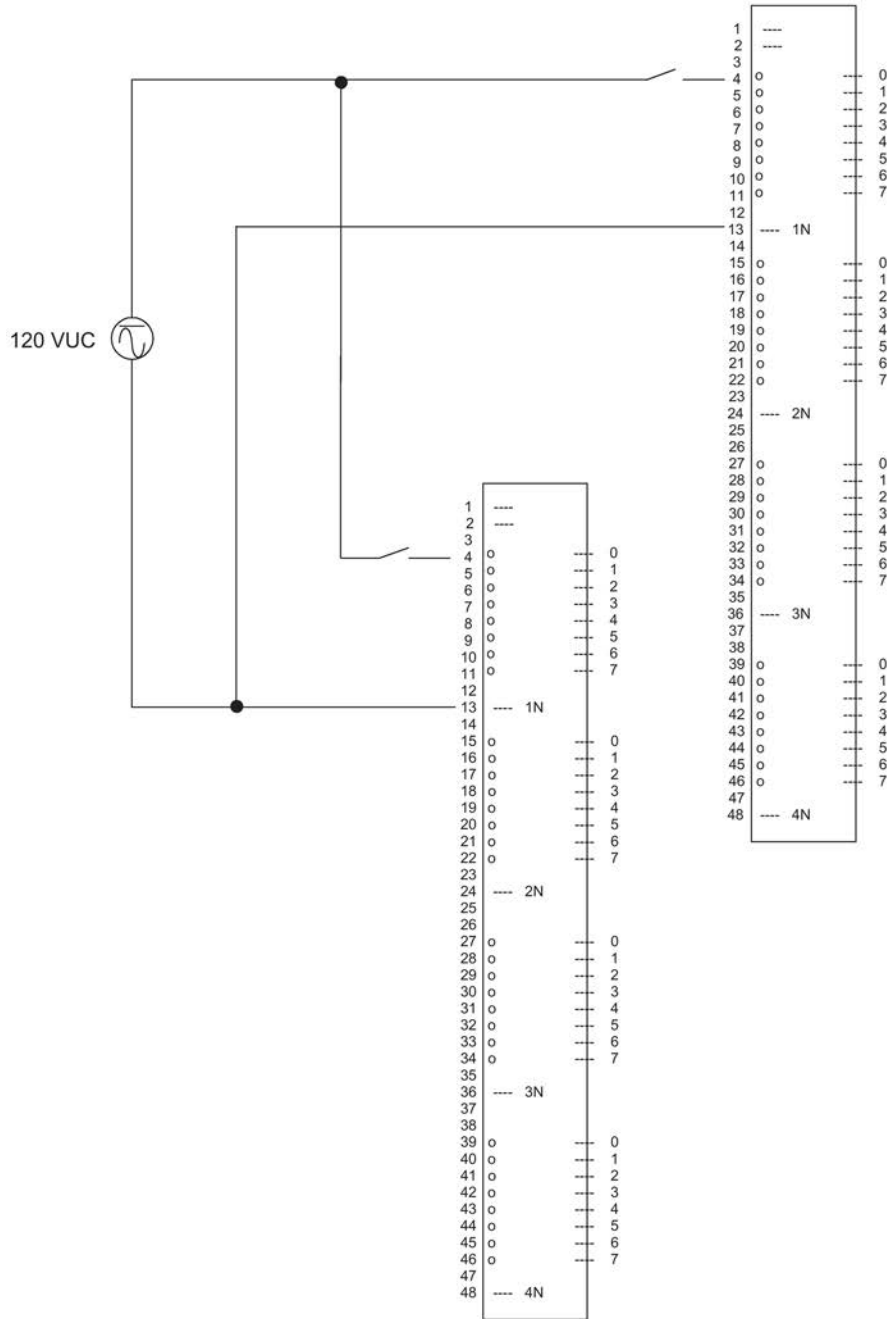 1 ----
2 ----
3
4 o ---- 0
5 o ---- 1
6 o ---- 2
7 o ---- 3
8 o ---- 4
9 o ---- 5
10 o ---- 6
11 o ---- 7
12
13 ---- 1N
14
15 o ---- 0
16 o ---- 1
17 o ---- 2
18 o ---- 3
19 o ---- 4
20 o ---- 5
21 o ---- 6
22 o ---- 7
23
24 ---- 2N
25
26
27 o ---- 0
28 o ---- 1
29 o ---- 2
30 o ---- 3
31 o ---- 4
32 o ---- 5
33 o ---- 6
34 o ---- 7
35
36 ---- 3N
37
38
39 o ---- 0
40 o ---- 1
41 o ---- 2
42 o ---- 3
43 o ---- 4
44 o ---- 5
45 o ---- 6
46 o ---- 7
47
48 ---- 4N
120 VUC
1 ----
2 ----
3
4 o ---- 0
5 o ---- 1
6 o ---- 2
7 o ---- 3
8 o ---- 4
9 o ---- 5
10 o ---- 6
11 o ---- 7
12
13 ---- 1N
14
15 o ---- 0
16 o ---- 1
17 o ---- 2
18 o ---- 3
19 o ---- 4
20 o ---- 5
21 o ---- 6
22 o ---- 7
23
24 ---- 2N
25
26
27 o ---- 0
28 o ---- 1
29 o ---- 2
30 o ---- 3
31 o ---- 4
32 o ---- 5
33 o ---- 6
34 o ---- 7
35
36 ---- 3N
37
38
39 o ---- 0
40 o ---- 1
41 o ---- 2
42 o ---- 3
43 o ---- 4
44 o ---- 5
45 o ---- 6
46 o ---- 7
47
48 ---- 4N